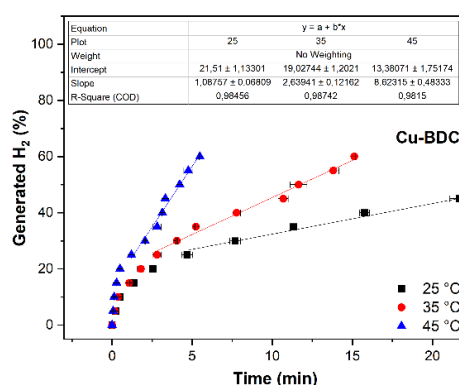 Equation y = a + b*x
Plot 25 35 45
Weight No Weighting
Intercept 21,51 ± 1,13301 19,02744 ± 1,2021 13,38071 ± 1,75174
Slope 1,08757 ± 0,06809 2,63941 ± 0,12162 8,62315 ± 0,48333
R-Square (COD) 0,98456 0,98742 0,9815
Cu-BDC
Generated H₂ (%)
100
80
60
40
20
0
25 °C
35 °C
45 °C
0 5 10 15 20
Time (min)